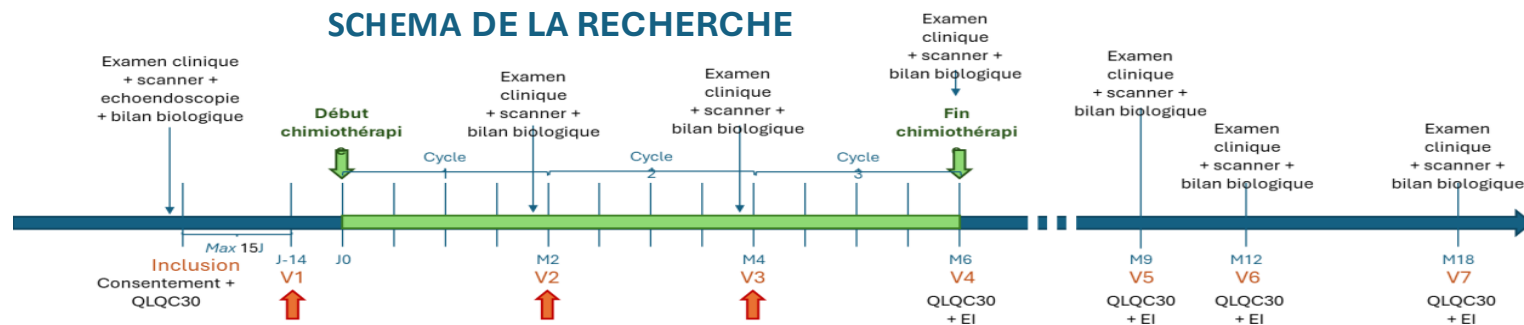 SCHEMA DE LA RECHERCHE
Examen clinique
+ scanner +
echoendoscopie
+ bilan biologique
Début
chimiothérapi
e
Examen
clinique
+ scanner +
bilan biologique
Examen
clinique
+ scanner +
bilan biologique
Examen
clinique
+ scanner +
bilan biologique
Fin
chimiothérapi
e
Examen
clinique
+ scanner +
bilan biologique
Examen
clinique
+ scanner +
bilan biologique
Examen
clinique
+ scanner +
bilan biologique
Cycle
1
Cycle
2
Cycle
3
Max 15J
Inclusion
Consentement +
QLQC30
J-14
V1
J0
M2
V2
M4
V3
M6
V4
QLQC30
+ EI
M9
V5
QLQC30
+ EI
M12
V6
QLQC30
+ EI
M18
V7
QLQC30
+ EI